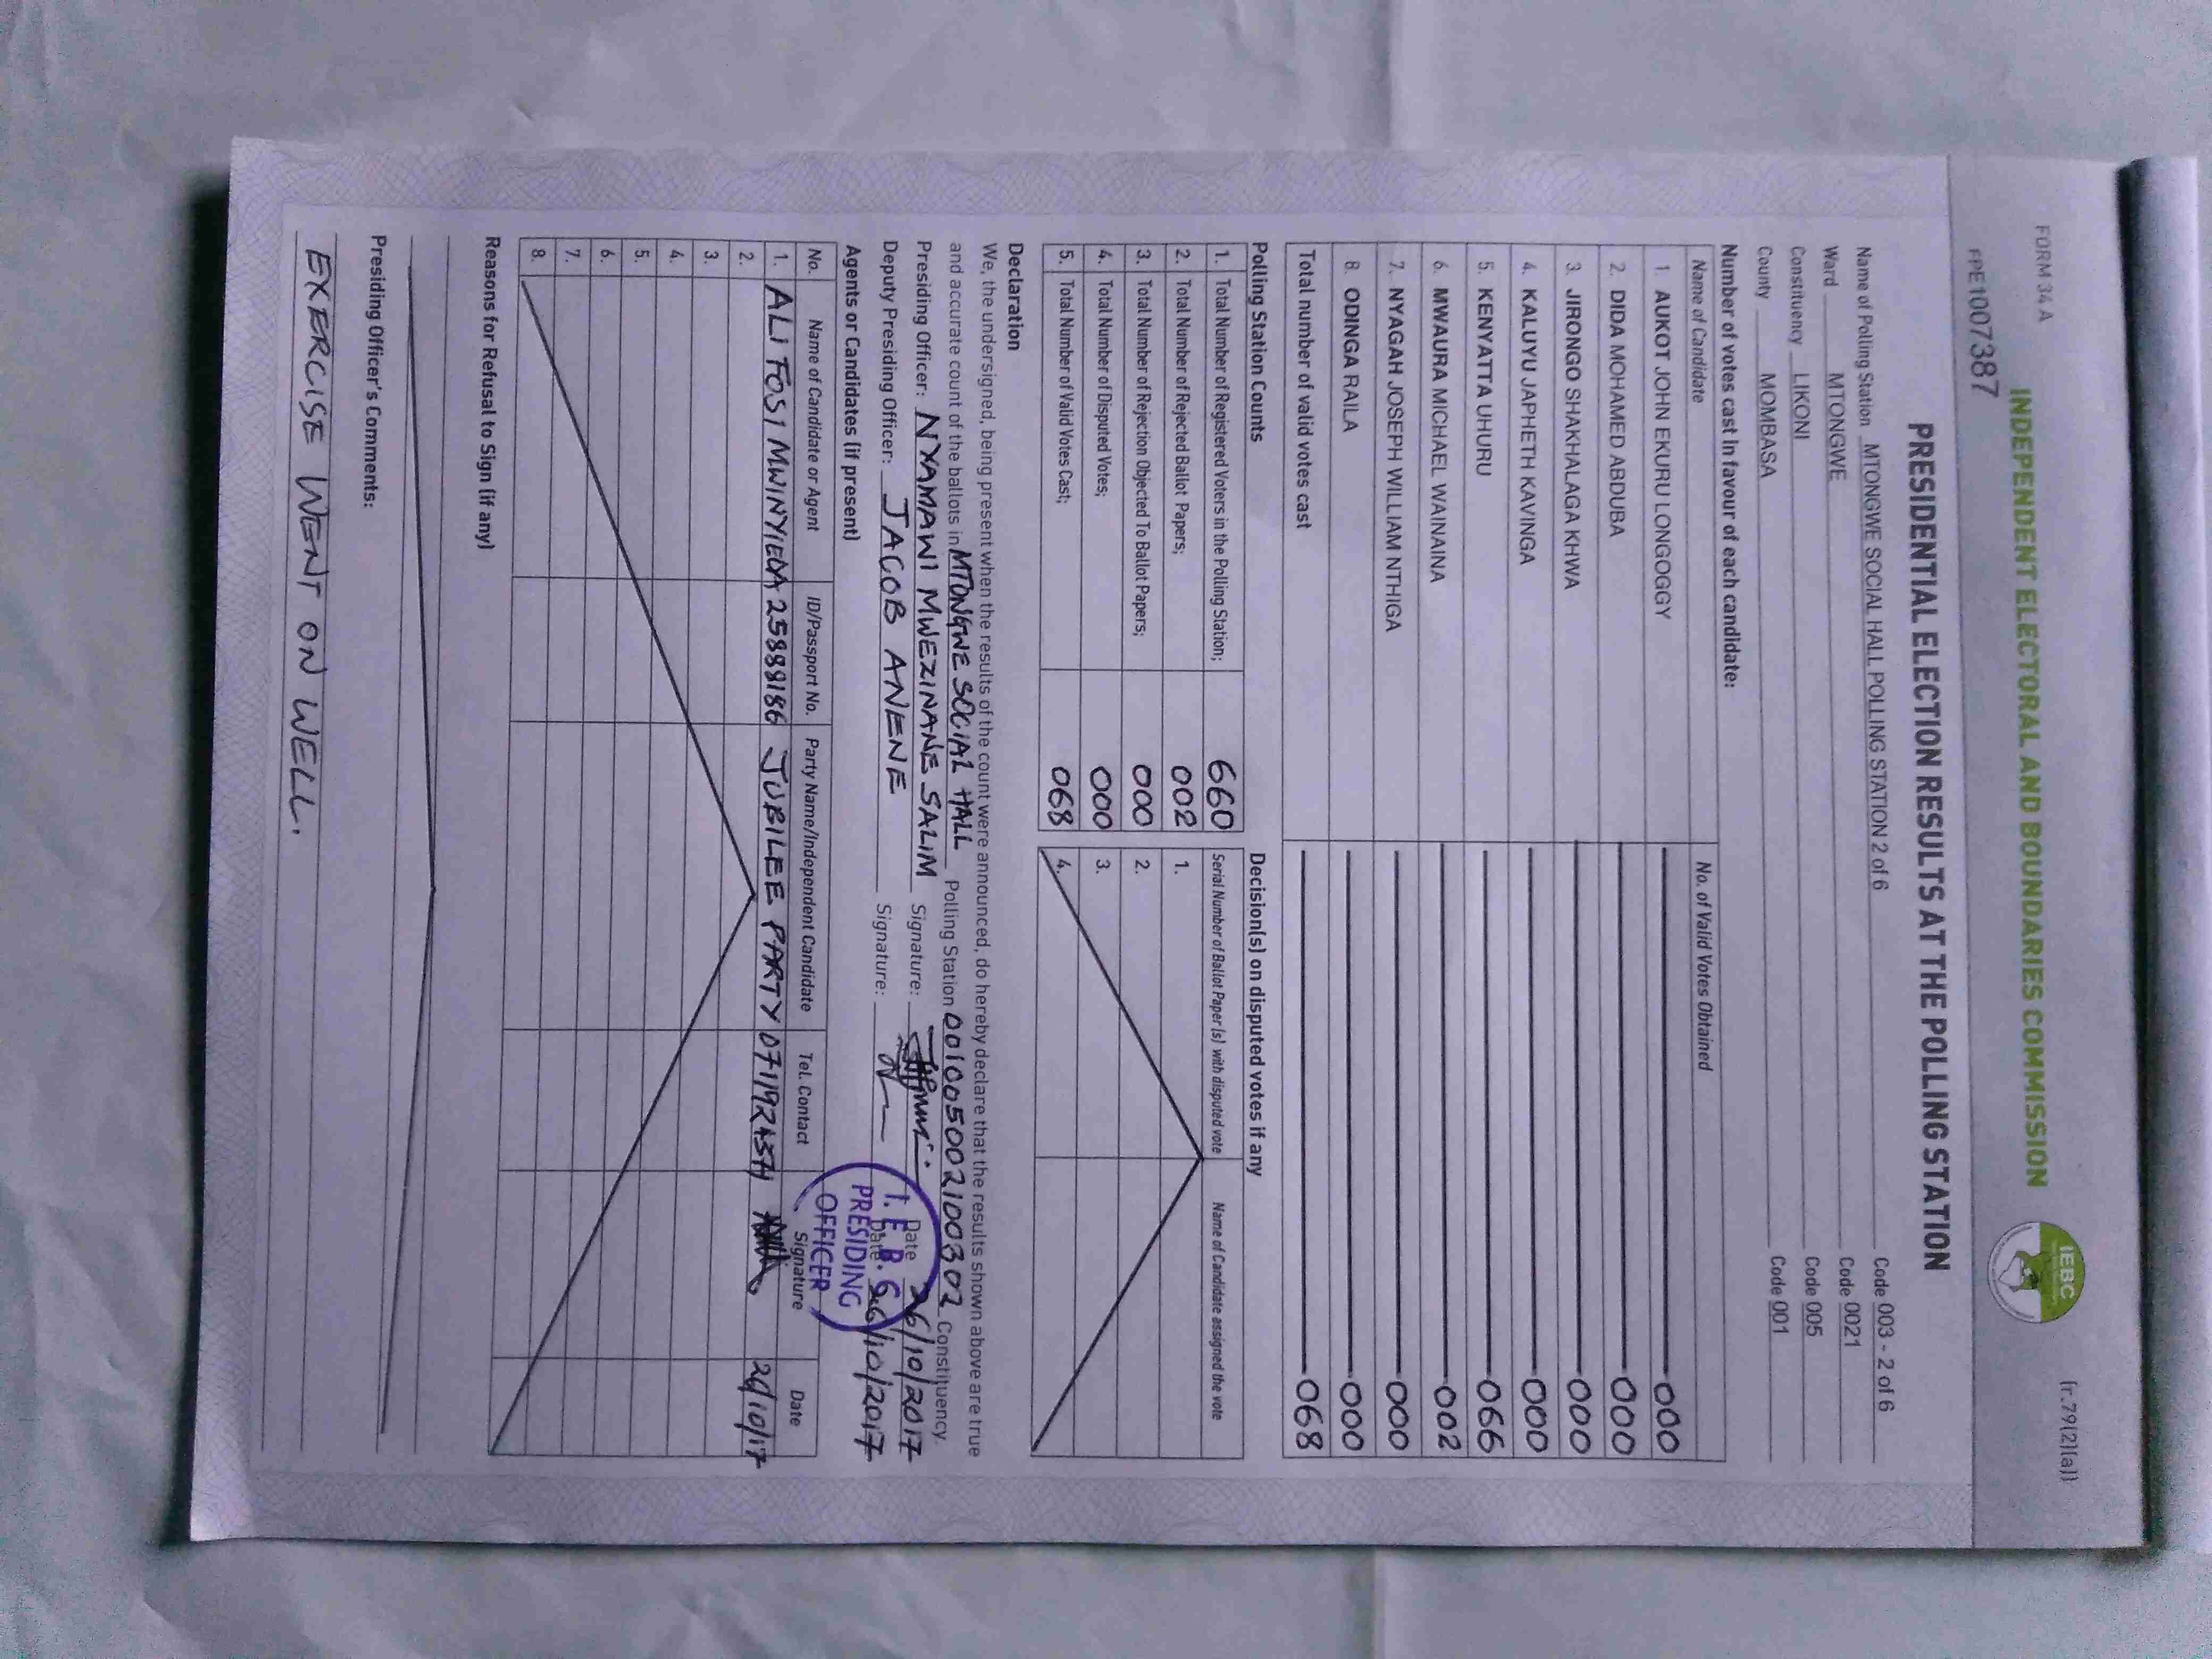 FORM 34 A
(r.79(2)(a))
INDEPENDENT ELECTORAL AND BOUNDARIES COMMISSION
IEBC
FPE1007387
PRESIDENTIAL ELECTION RESULTS AT THE POLLING STATION
Name of Polling Station MTONGWE SOCIAL HALL POLLING STATION 2 of 6 Code 003 - 2 of 6
Ward MTONGWE Code 0021
Constituency LIKONI Code 005
County MOMBASA Code 001
Number of votes cast in favour of each candidate:
Name of Candidate No. of Valid Votes Obtained
1. AUKOT JOHN EKURU LONGOGGY 000
2. DIDA MOHAMED ABDUBA 000
3. JIRONGO SHAKHALAGA KHWA 000
4. KALUYU JAPHETH KAVINGA 000
5. KENYATTA UHURU 066
6. MWAURA MICHAEL WAINAINA 002
7. NYAGAH JOSEPH WILLIAM NTHIGA 000
8. ODINGA RAILA 000
Total number of valid votes cast 068
Polling Station Counts
1. Total Number of Registered Voters in the Polling Station; 660
2. Total Number of Rejected Ballot Papers; 002
3. Total Number of Rejection Objected To Ballot Papers; 000
4. Total Number of Disputed Votes; 000
5. Total Number of Valid Votes Cast; 068
Decision(s) on disputed votes if any
Serial Number of Ballot Paper (s) with disputed vote Name of Candidate assigned the vote
1.
2.
3.
4.
Declaration
We, the undersigned, being present when the results of the count were announced, do hereby declare that the results shown above are true
and accurate count of the ballots in MTONGWE SOCIAL HALL Polling Station 001005002100302 Constituency.
Presiding Officer: NYAMAWI MWEZINANE SALIM Signature: Date 26/10/2017
Deputy Presiding Officer: JACOB ANENE Signature: Date 26/10/2017
I. E. B. C
PRESIDING
OFFICER
Agents or Candidates (if present)
No. Name of Candidate or Agent ID/Passport No. Party Name/Independent Candidate Tel. Contact Signature Date
1. ALI FOSI 25888186 JUBILEE PARTY 26/10/17
2.
3.
4.
5.
6.
7.
8.
Reasons for Refusal to Sign (if any)
Presiding Officer's Comments:
EXERCISE WENT ON WELL.